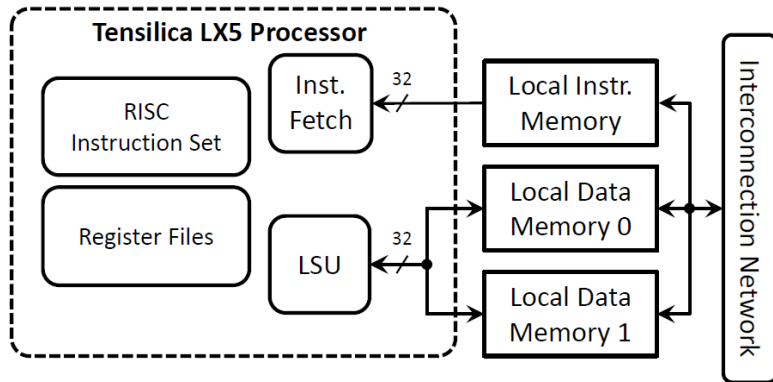 Tensilica LX5 Processor
RISC
Instruction Set
Inst.
Fetch
32
Local Instr.
Memory
Register Files
LSU
32
Local Data
Memory 0
Local Data
Memory 1
Interconnection Network